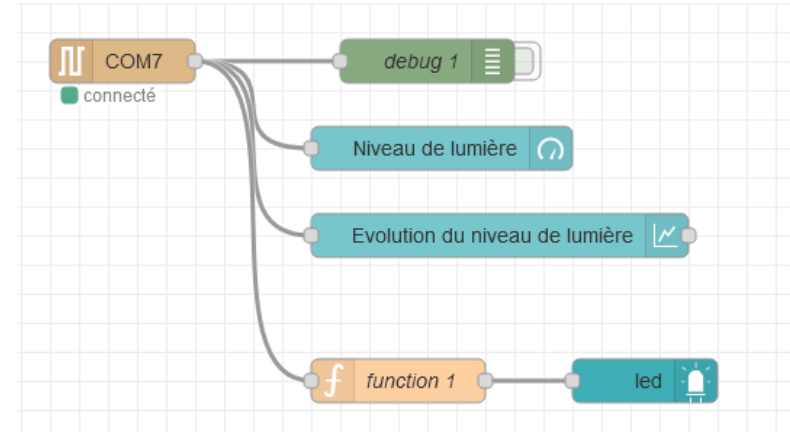 COM7
connecté
debug 1
Niveau de lumière
Evolution du niveau de lumière
function 1
led